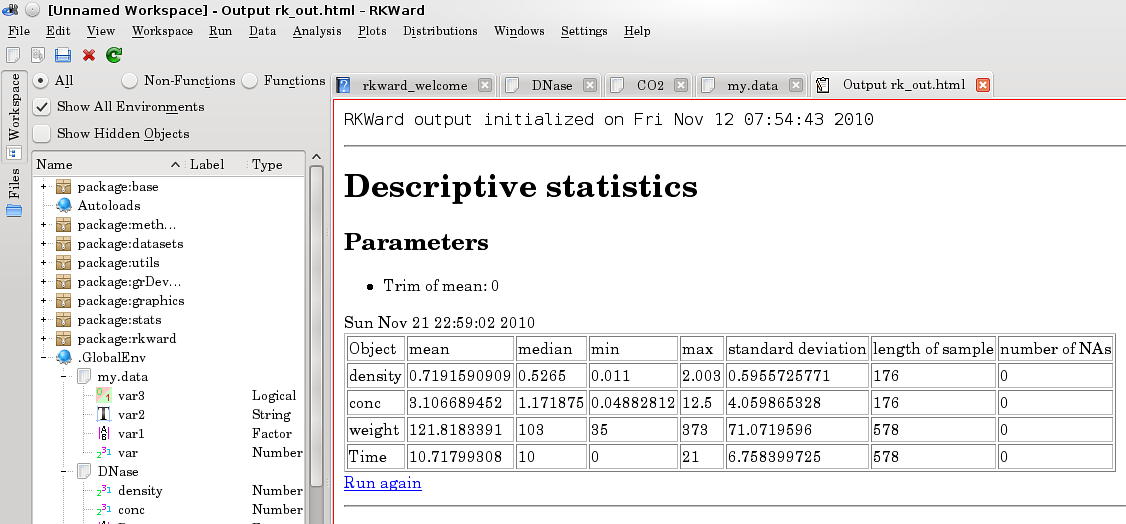 [Unnamed Workspace] - Output rk_out.html - RKWard
File Edit View Workspace Run Data Analysis Plots Distributions Windows Settings Help
Workspace
Files
All Non-Functions Functions
Show All Environments
Show Hidden Objects
Name Label Type
package:base
Autoloads
package:meth...
package:datasets
package:utils
package:grDev...
package:graphics
package:stats
package:rkward
.GlobalEnv
my.data
var3 Logical
var2 String
var1 Factor
var Number
DNase
density Number
conc Number
rkward_welcome DNase CO2 my.data Output rk_out.html
RKWard output initialized on Fri Nov 12 07:54:43 2010
Descriptive statistics
Parameters
• Trim of mean: 0
Sun Nov 21 22:59:02 2010
Object mean median min max standard deviation length of sample number of NAs
density 0.7191590909 0.5265 0.011 2.003 0.5955725771 176 0
conc 3.106689452 1.171875 0.04882812 12.5 4.059865328 176 0
weight 121.8183391 103 35 373 71.0719596 578 0
Time 10.71799308 10 0 21 6.758399725 578 0
Run again